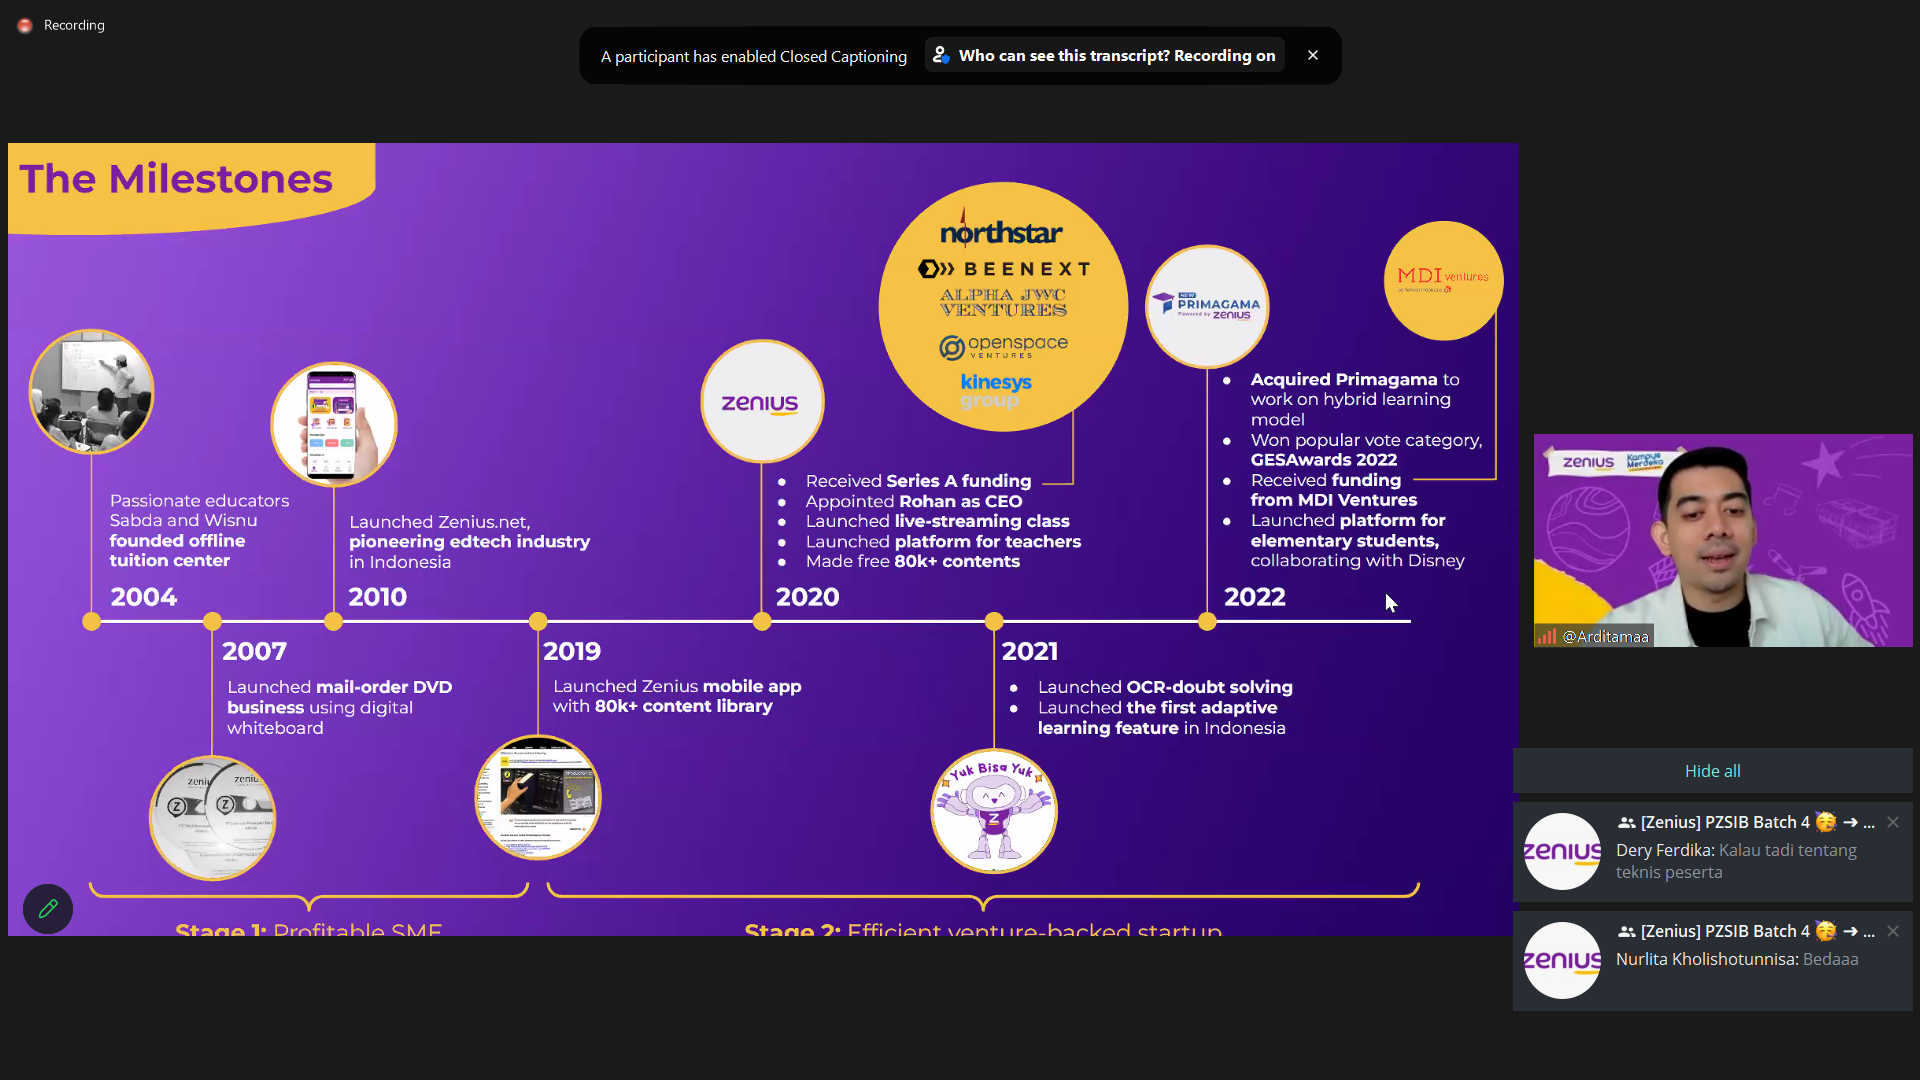 Recording
A participant has enabled Closed Captioning
Who can see this transcript? Recording on
The Milestones
northstar
BEENEXT
ALPHA JWC
VENTURES
openspace
VENTURES
kinesys
group
NEW
PRIMAGAMA
Powered by zenius
MDI ventures
zenius
Passionate educators
Sabda and Wisnu
founded offline
tuition center
2004
Launched Zenius.net,
pioneering edtech industry
in Indonesia
2010
Received Series A funding
Appointed Rohan as CEO
Launched live-streaming class
Launched platform for teachers
Made free 80k+ contents
2020
Acquired Primagama to
work on hybrid learning
model
Won popular vote category,
GESAwards 2022
Received funding
from MDI Ventures
Launched platform for
elementary students,
collaborating with Disney
2022
2007
Launched mail-order DVD
business using digital
whiteboard
2019
Launched Zenius mobile app
with 80k+ content library
2021
Launched OCR-doubt solving
Launched the first adaptive
learning feature in Indonesia
Yuk Bisa Yuk
Z
Stage 1: Profitable SME
Stage 2: Efficient venture-backed startup
zenius
Kampus
Merdeka
@Arditamaa
Hide all
zenius
[Zenius] PZSIB Batch 4 🥳 → ...
Dery Ferdika: Kalau tadi tentang
teknis peserta
zenius
[Zenius] PZSIB Batch 4 🥳 → ...
Nurlita Kholishotunnisa: Bedaaa